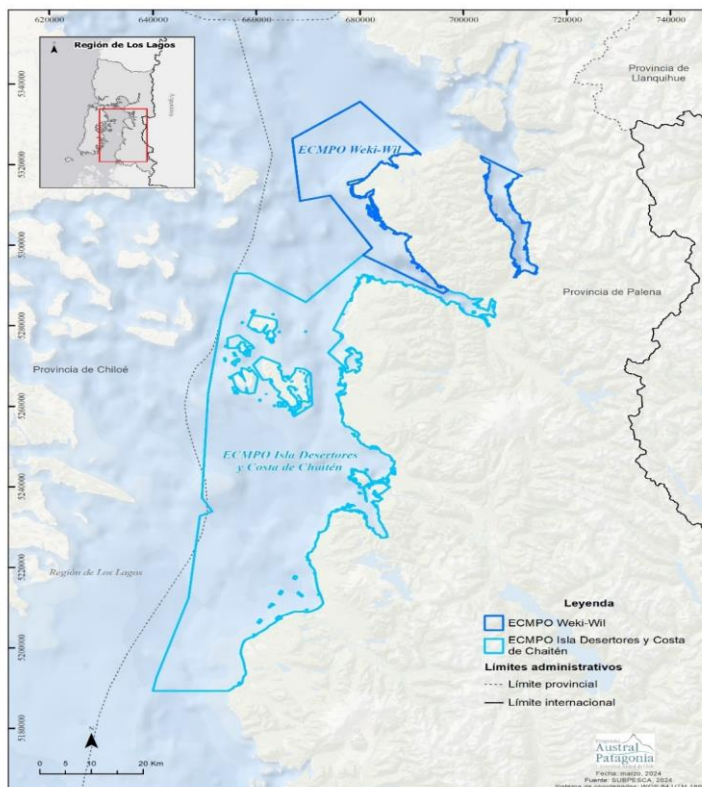 620000
640000
660000
680000
700000
720000
740000
Región de Los Lagos
Argentina
Provincia de
Llanquihue
5340000
5320000
5300000
5280000
5260000
5240000
5220000
5200000
5180000
ECMPO Weki-Wil
Provincia de Palena
Provincia de Chiloé
ECMPO Isla Desertores
y Costa de Chaitén
Región de Los Lagos
Leyenda
ECMPO Weki-Wil
ECMPO Isla Desertores y Costa
de Chaitén
Límites administrativos
Límite provincial
Límite internacional
0 5 10 20 Km
Programa
Austral
Patagonia
Fecha: marzo, 2024
Fuente: SUBPESCA, 2024